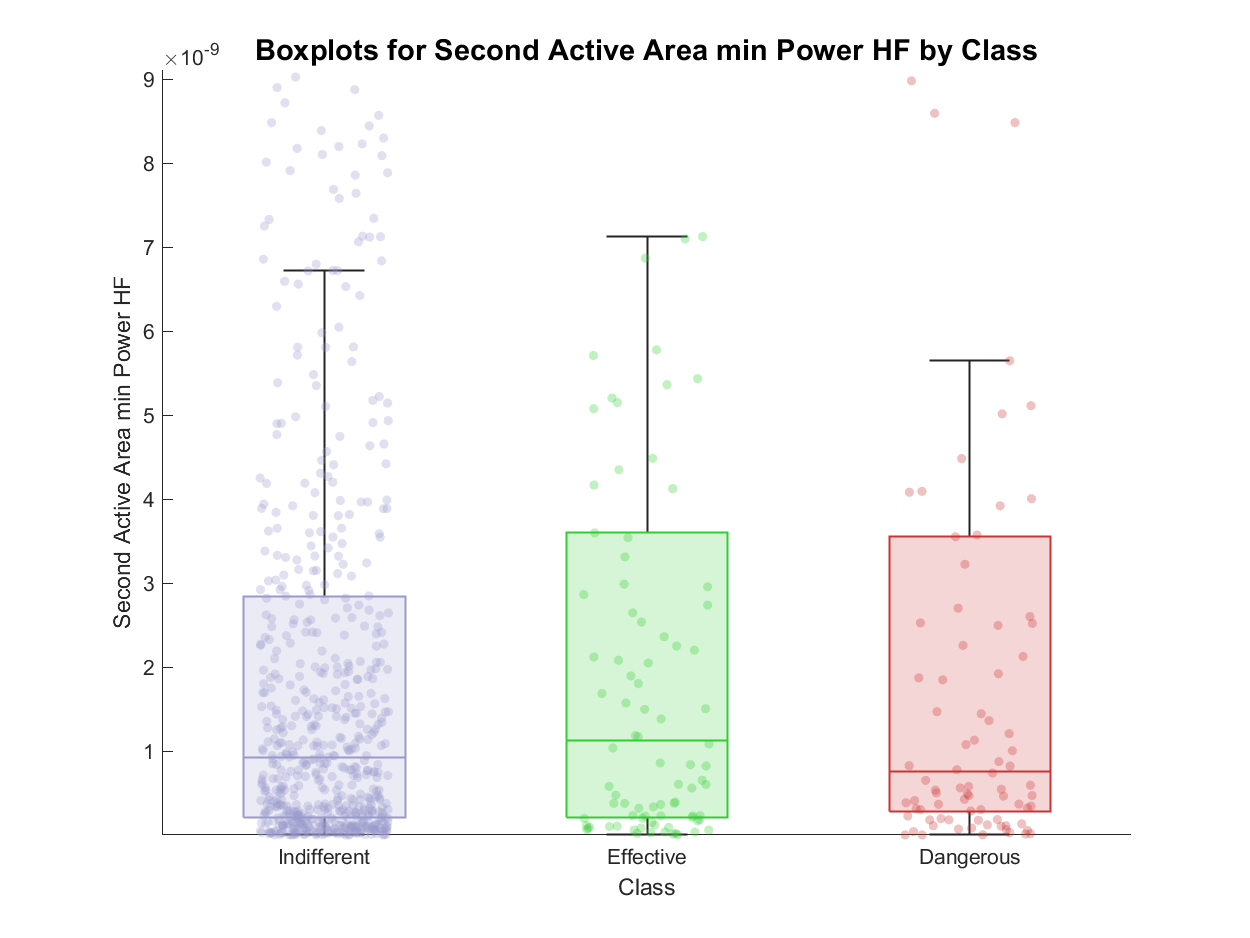 Boxplots for Second Active Area min Power HF by Class
×10^-9
9
8
7
6
5
4
3
2
1
Second Active Area min Power HF
Indifferent Effective Dangerous
Class